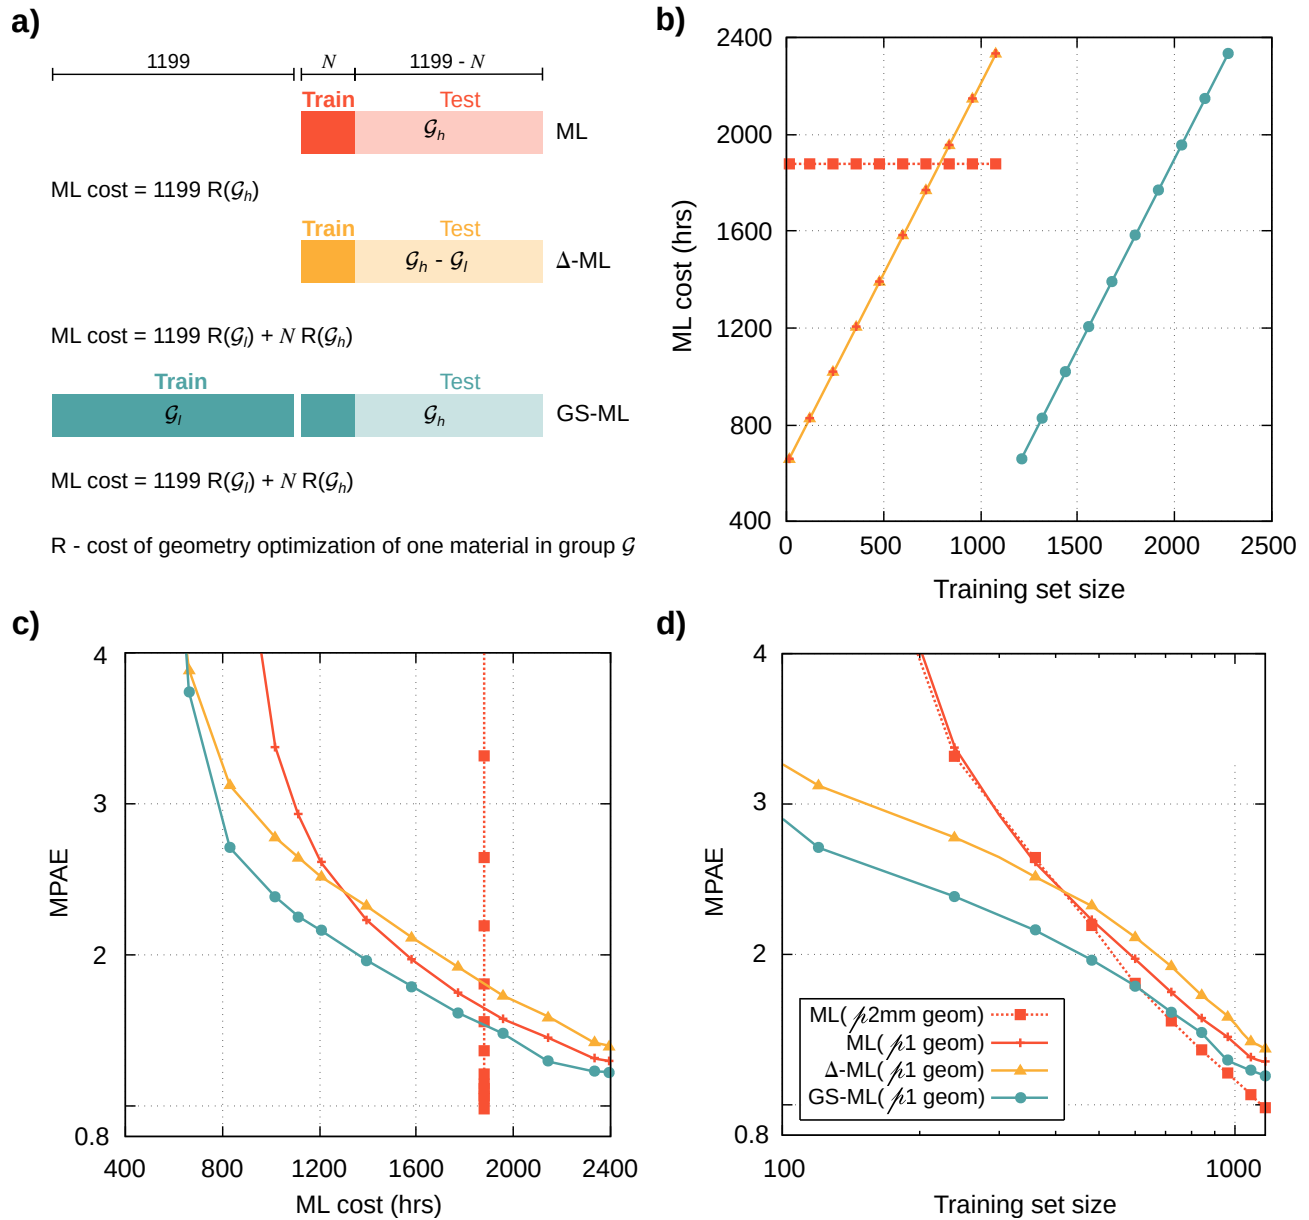 a)
1199 N 1199 - N
Train Test
𝒢h ML
ML cost = 1199 R(𝒢h)
Train Test
𝒢h - 𝒢l Δ-ML
ML cost = 1199 R(𝒢l) + N R(𝒢h)
Train Test
𝒢l 𝒢h GS-ML
ML cost = 1199 R(𝒢l) + N R(𝒢h)
R - cost of geometry optimization of one material in group 𝒢
b)
2400
2000
1600
1200
800
400
ML cost (hrs)
0 500 1000 1500 2000 2500
Training set size
c)
4
3
2
0.8
MPAE
400 800 1200 1600 2000 2400
ML cost (hrs)
d)
4
3
2
0.8
MPAE
ML(𝓅2mm geom)
ML(𝓅1 geom)
Δ-ML(𝓅1 geom)
GS-ML(𝓅1 geom)
100 1000
Training set size